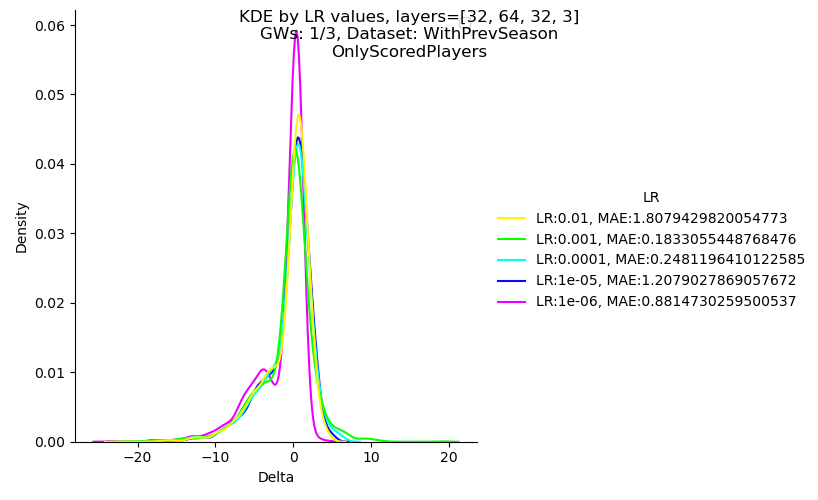 KDE by LR values, layers=[32, 64, 32, 3]
GWs: 1/3, Dataset: WithPrevSeason
OnlyScoredPlayers
0.06
0.05
0.04
0.03
0.02
0.01
0.00
Density
−20
−10
0
10
20
Delta
LR
LR:0.01, MAE:1.8079429820054773
LR:0.001, MAE:0.1833055448768476
LR:0.0001, MAE:0.2481196410122585
LR:1e-05, MAE:1.2079027869057672
LR:1e-06, MAE:0.8814730259500537